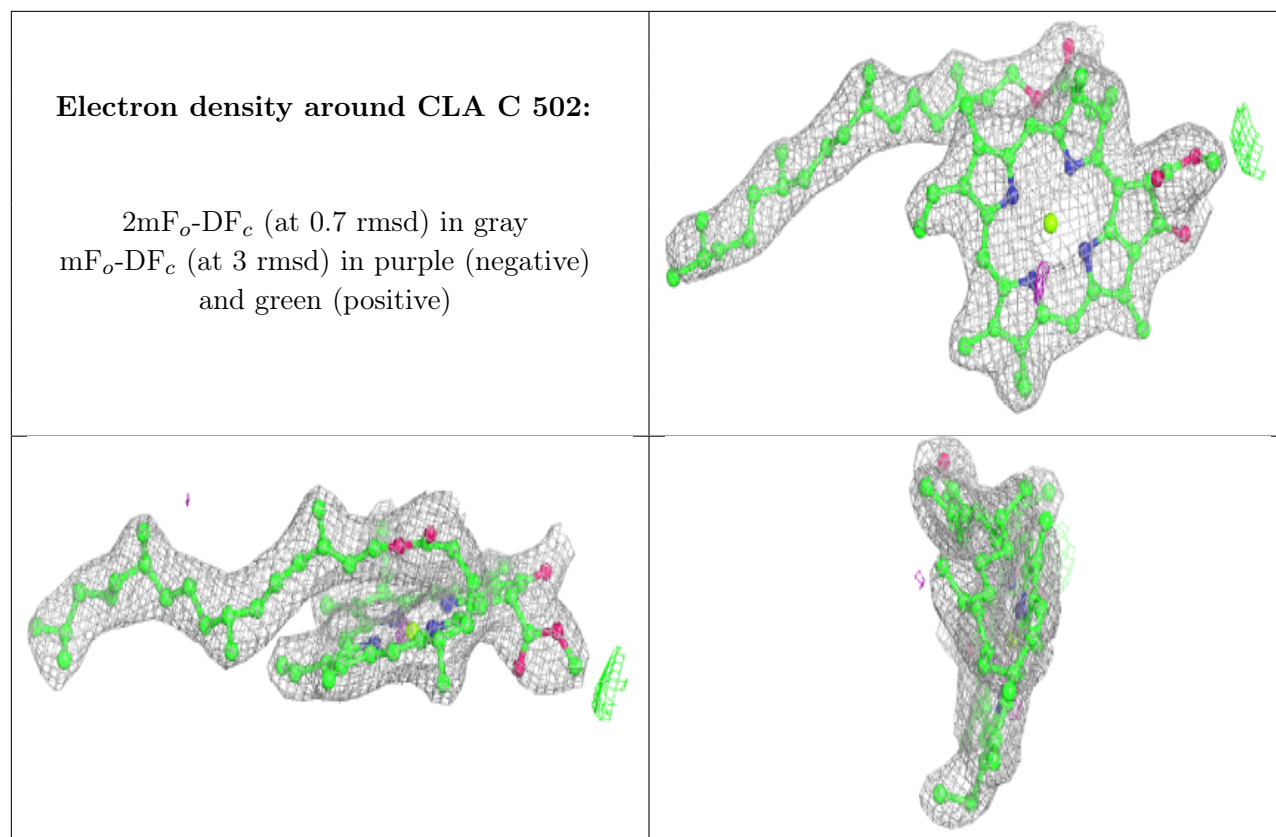 Electron density around CLA C 502:
2mFo-DFc (at 0.7 rmsd) in gray
mFo-DFc (at 3 rmsd) in purple (negative)
and green (positive)